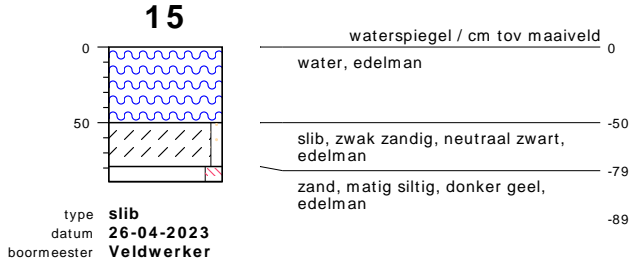 15
waterspiegel / cm tov maaiveld
0
0
water, edelman
50
-50
slib, zwak zandig, neutraal zwart,
edelman
-79
zand, matig siltig, donker geel,
edelman
-89
type slib
datum 26-04-2023
boormeester Veldwerker